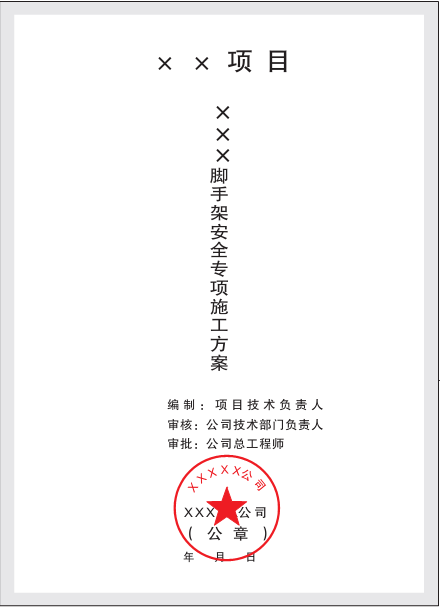 × × 项 目
×××脚手架安全专项施工方案
编 制 : 项 目 技 术 负 责 人
审核: 公司技术部门负责人
审批: 公司总工程师
XXXXX公司
公司
( 公 章 )
年 月 日